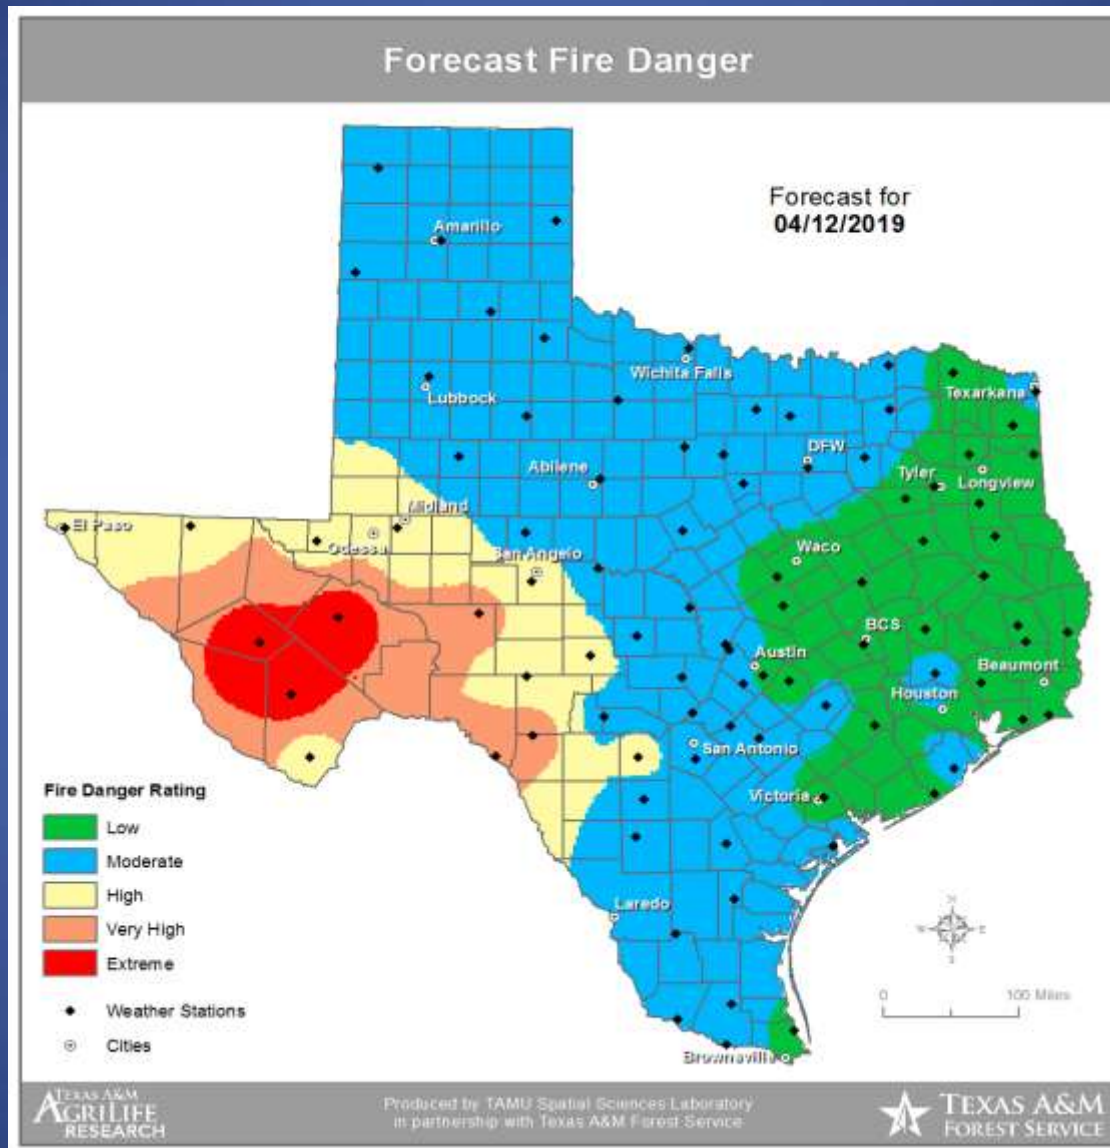 Forecast Fire Danger
Forecast for
04/12/2019
Amarillo
Wichita Falls
Lubbock
Texarkana
DFW
Abilene
Tyler
Longview
Midland
El Paso
Odessa
San Angelo
Waco
BCS
Austin
Beaumont
Houston
San Antonio
Victoria
Laredo
Brownsville
Fire Danger Rating
Low
Moderate
High
Very High
Extreme
Weather Stations
Cities
N
W E
S
0 100 Miles
TEXAS A&M
AGRILIFE
RESEARCH
Produced by TAMU Spatial Sciences Laboratory
in partnership with Texas A&M Forest Service
TEXAS A&M
FOREST SERVICE